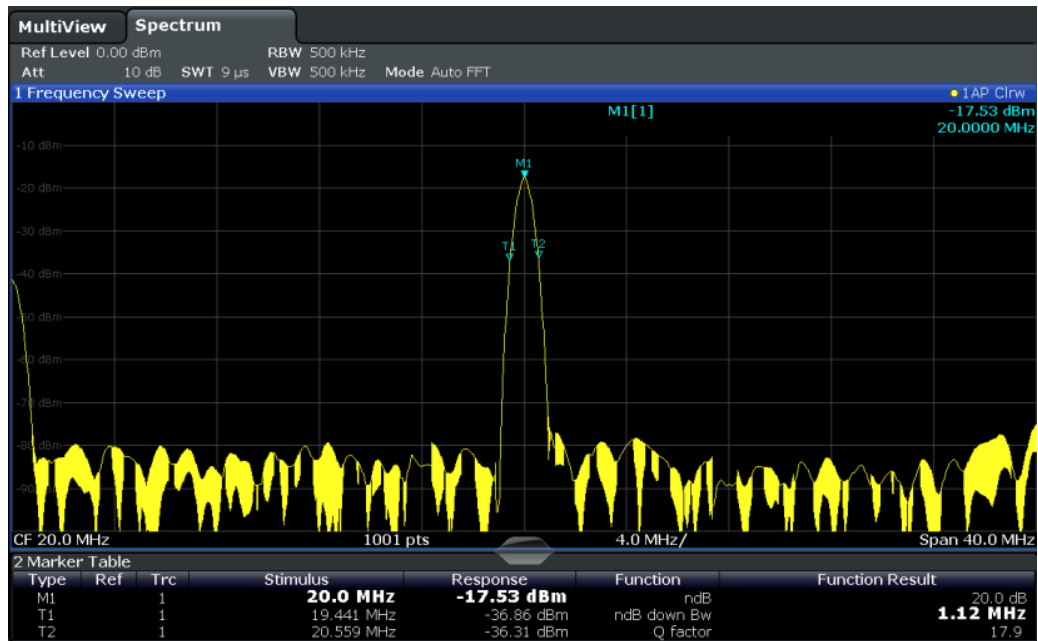 MultiView Spectrum
Ref Level 0.00 dBm RBW 500 kHz
Att 10 dB SWT 9 µs VBW 500 kHz Mode Auto FFT
1 Frequency Sweep 1AP Clrw
M1[1] -17.53 dBm
20.0000 MHz
-10 dBm
M1
-20 dBm
-30 dBm
T1 T2
-40 dBm
-50 dBm
-60 dBm
-70 dBm
-80 dBm
-90
CF 20.0 MHz 1001 pts 4.0 MHz/ Span 40.0 MHz
2 Marker Table
Type Ref Trc Stimulus Response Function Function Result
M1 1 20.0 MHz -17.53 dBm ndB 20.0 dB
T1 1 19.441 MHz -36.86 dBm ndB down Bw 1.12 MHz
T2 1 20.559 MHz -36.31 dBm Q factor 17.9